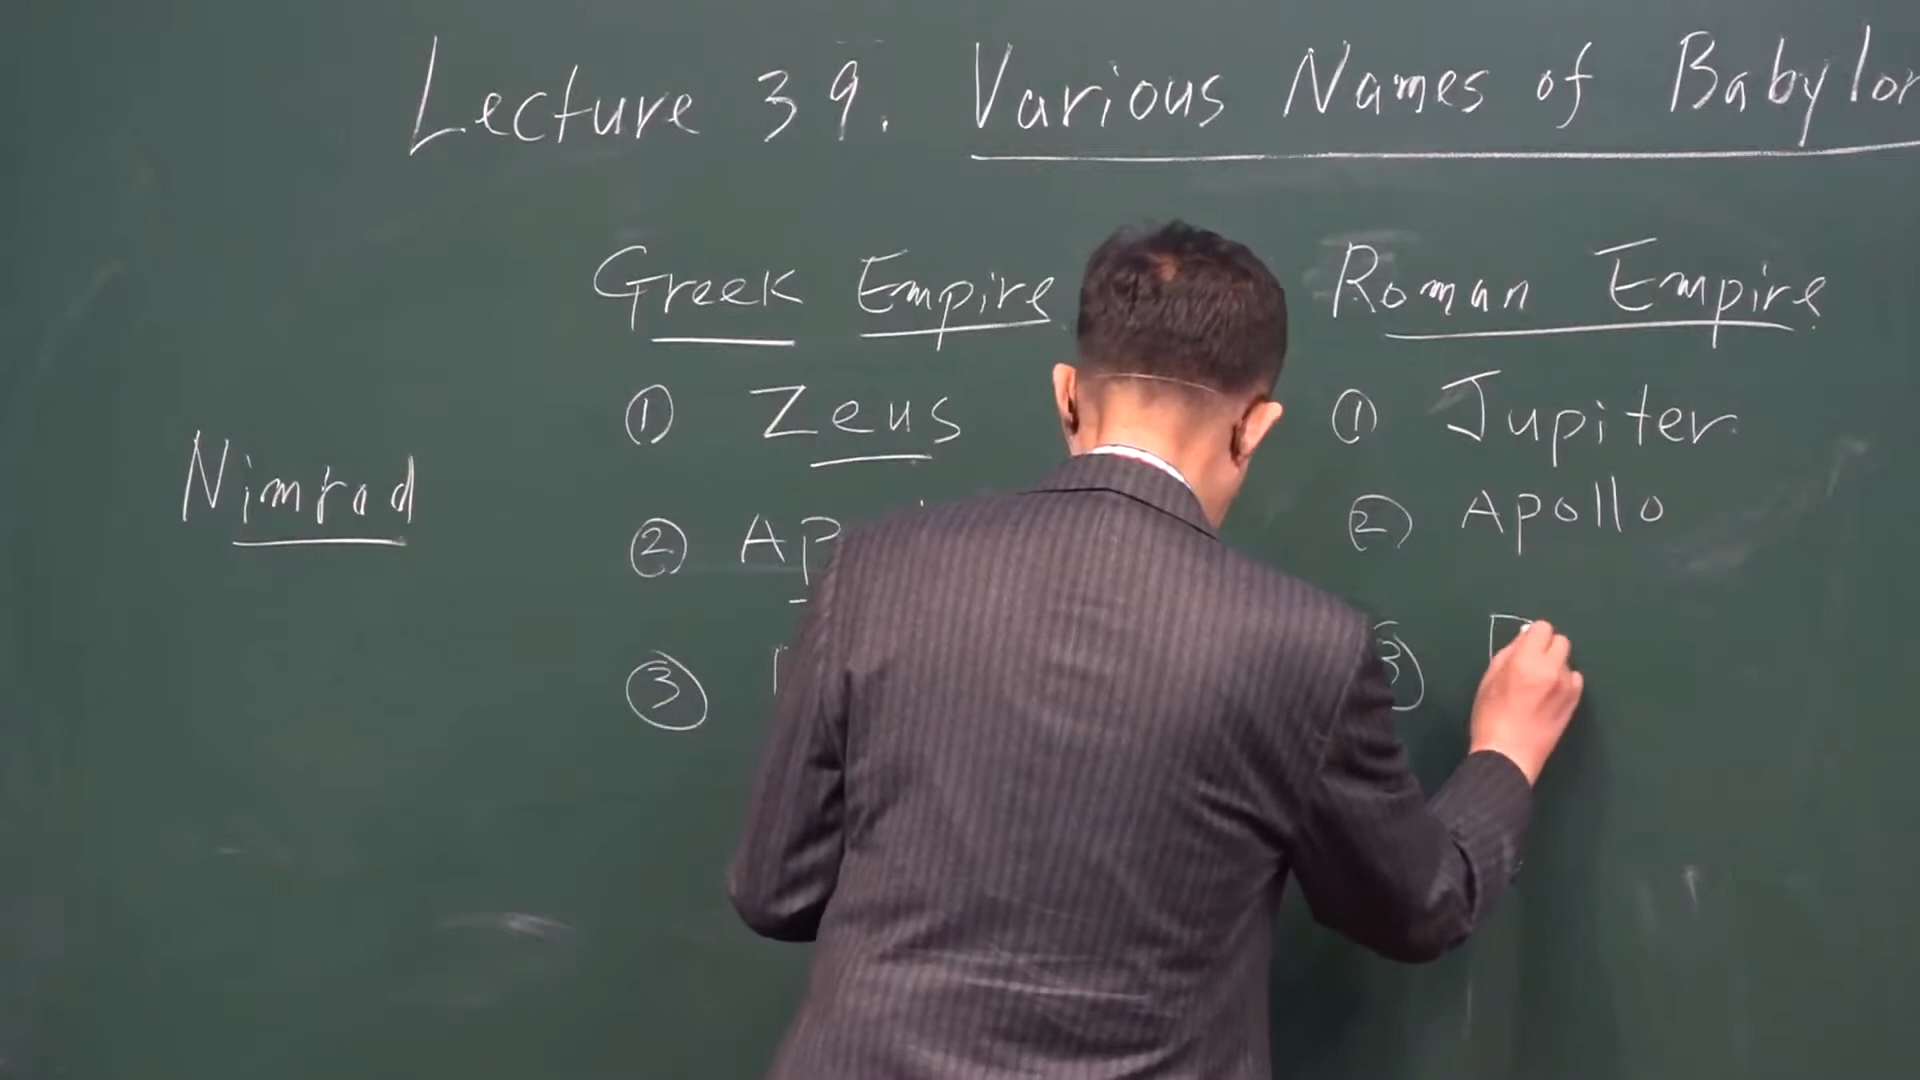 Lecture 39. Various Names of Babylon
Greek Empire
Roman Empire
① Zeus
① Jupiter
Nimrod
②
② Apollo
③
③